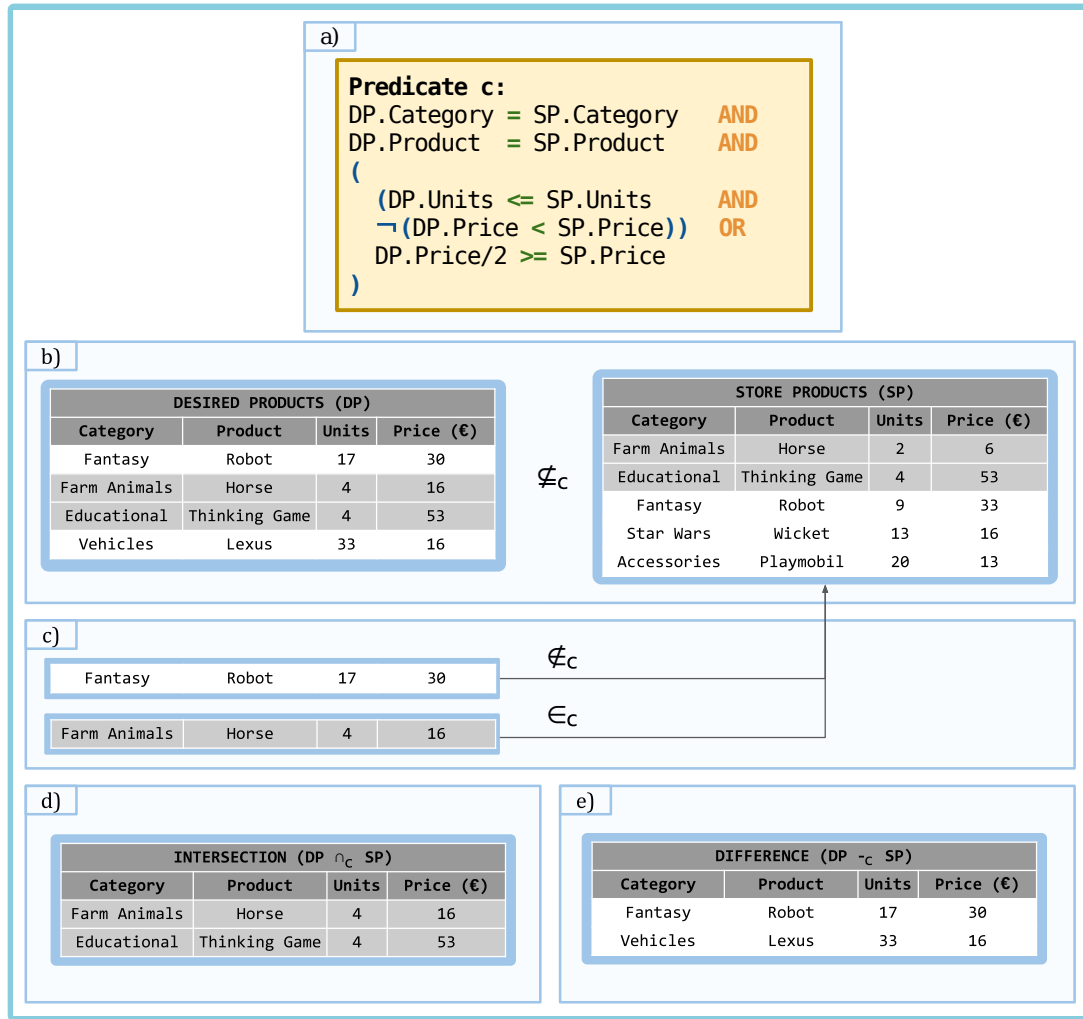 a)
Predicate c:
DP.Category = SP.Category AND
DP.Product = SP.Product AND
(
(DP.Units <= SP.Units AND
¬(DP.Price < SP.Price)) OR
DP.Price/2 >= SP.Price
)
b)
DESIRED PRODUCTS (DP)
Category Product Units Price (€)
Fantasy Robot 17 30
Farm Animals Horse 4 16
Educational Thinking Game 4 53
Vehicles Lexus 33 16
⊈c
STORE PRODUCTS (SP)
Category Product Units Price (€)
Farm Animals Horse 2 6
Educational Thinking Game 4 53
Fantasy Robot 9 33
Star Wars Wicket 13 16
Accessories Playmobil 20 13
c)
Fantasy Robot 17 30
∉c
Farm Animals Horse 4 16
∈c
d)
INTERSECTION (DP ∩c SP)
Category Product Units Price (€)
Farm Animals Horse 4 16
Educational Thinking Game 4 53
e)
DIFFERENCE (DP -c SP)
Category Product Units Price (€)
Fantasy Robot 17 30
Vehicles Lexus 33 16